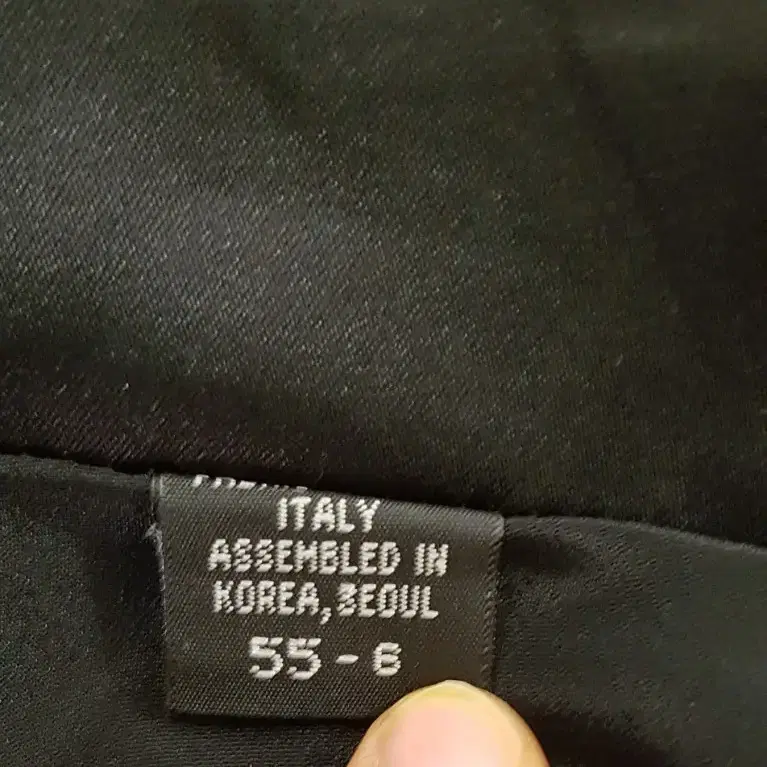 ITALY
ASSEMBLED IN
KOREA, SEOUL
55 - 6